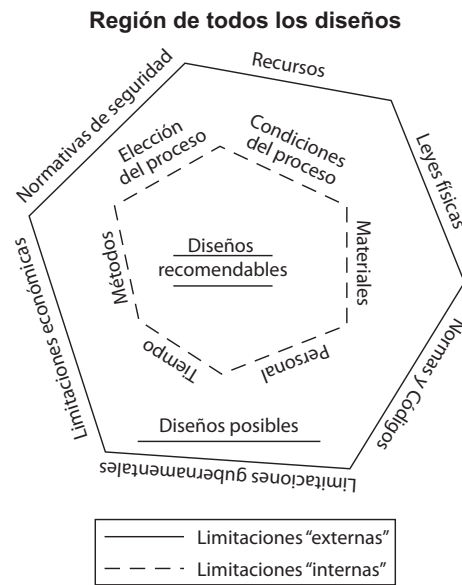 Región de todos los diseños
Recursos
Normativas de seguridad
Leyes físicas
Elección
del proceso
Condiciones
del proceso
Métodos
Materiales
Diseños
recomendables
Limitaciones económicas
Tiempo
Personal
Normas y Códigos
Diseños posibles
Limitaciones gubernamentales
Limitaciones “externas”
Limitaciones “internas”